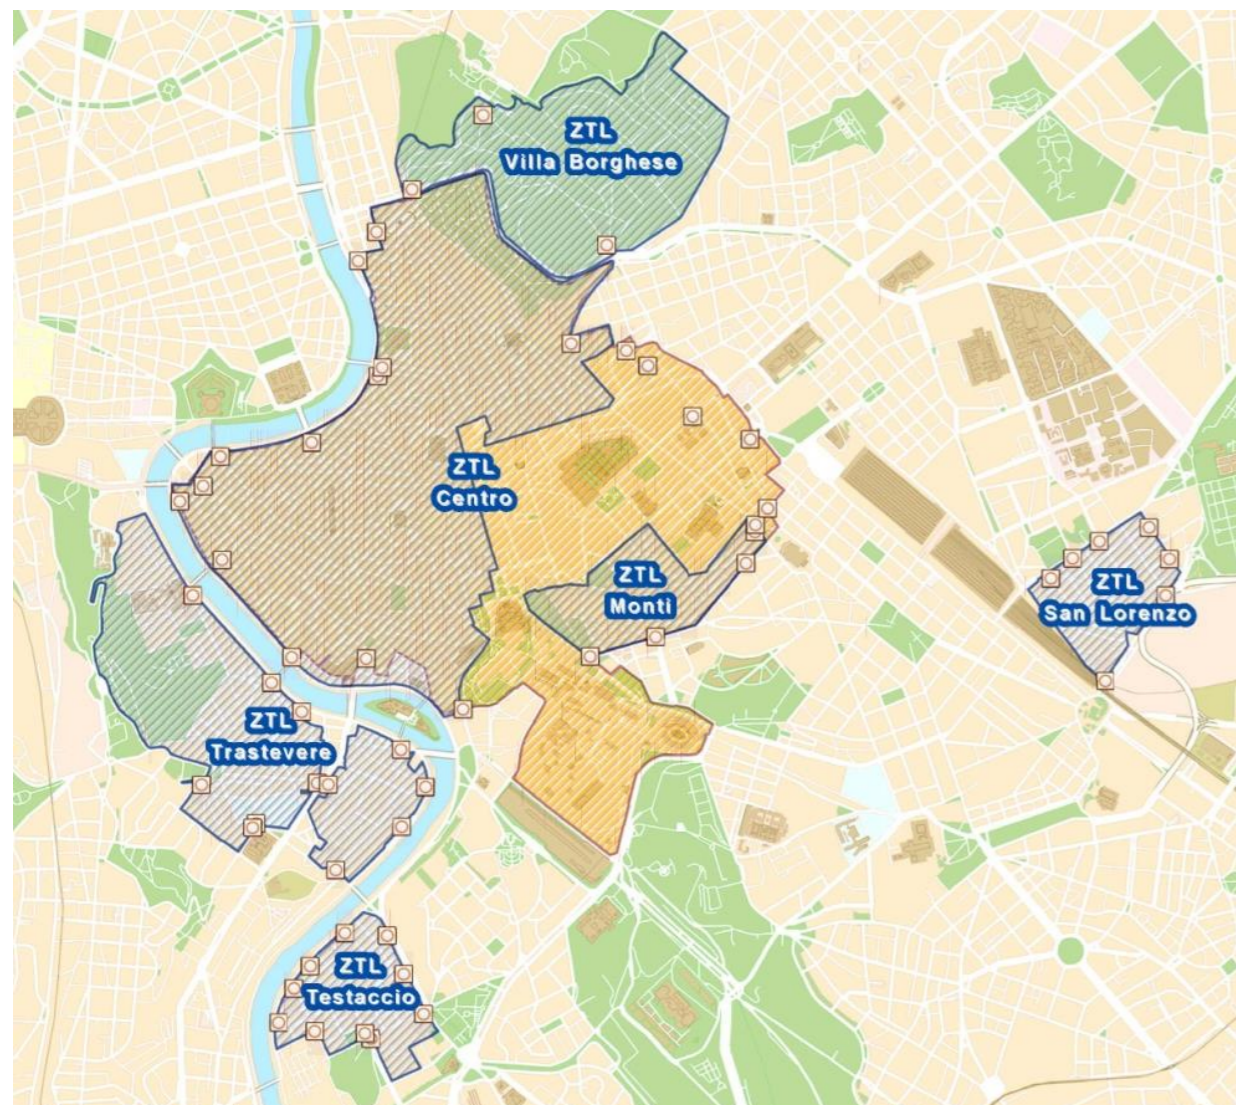 ZTL
Villa Borghese
ZTL
Centro
ZTL
Monti
ZTL
San Lorenzo
ZTL
Trastevere
ZTL
Testaccio